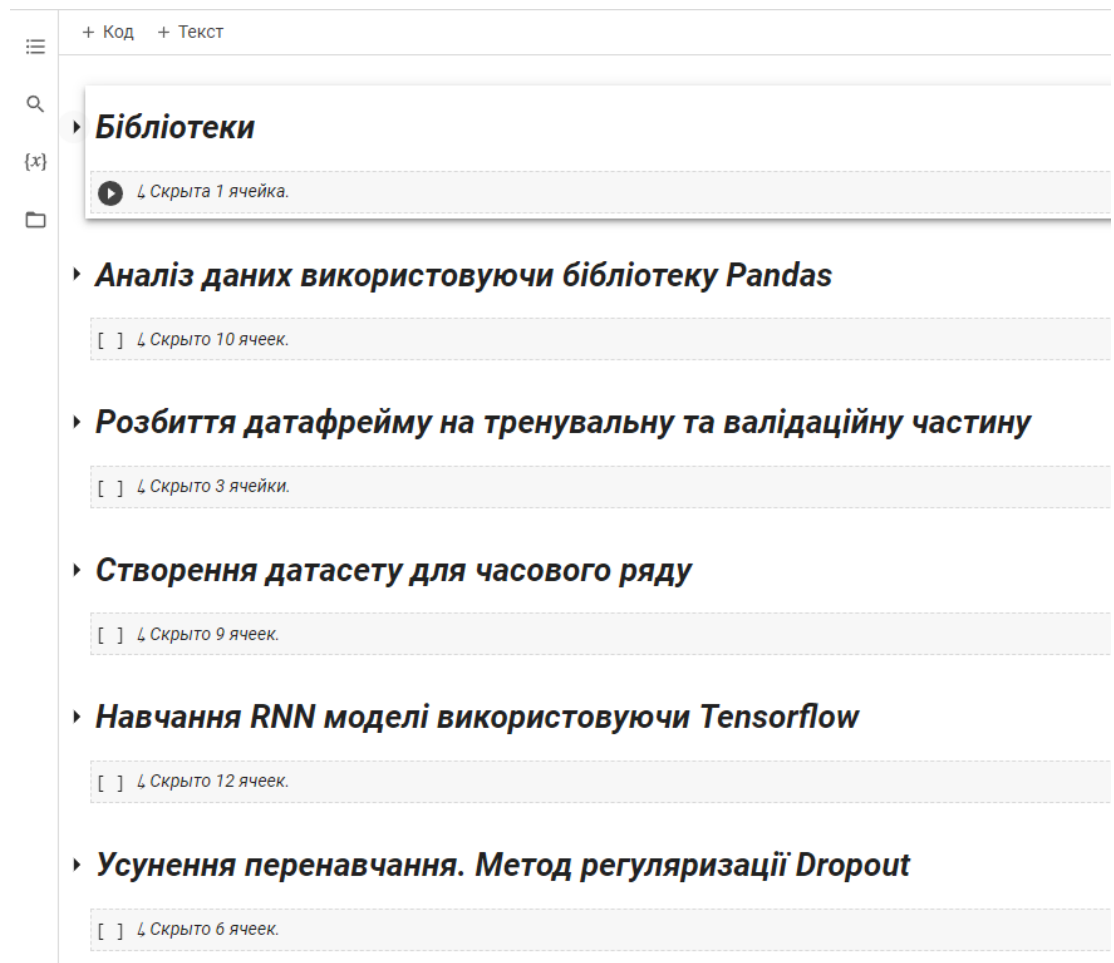 + Код + Текст
Бібліотеки
{x}
↳ Скрыта 1 ячейка.
Аналіз даних використовуючи бібліотеку Pandas
[ ] ↳ Скрыто 10 ячеек.
Розбиття датафрейму на тренувальну та валідаційну частину
[ ] ↳ Скрыто 3 ячейки.
Створення датасету для часового ряду
[ ] ↳ Скрыто 9 ячеек.
Навчання RNN моделі використовуючи Tensorflow
[ ] ↳ Скрыто 12 ячеек.
Усунення перенавчання. Метод регуляризації Dropout
[ ] ↳ Скрыто 6 ячеек.